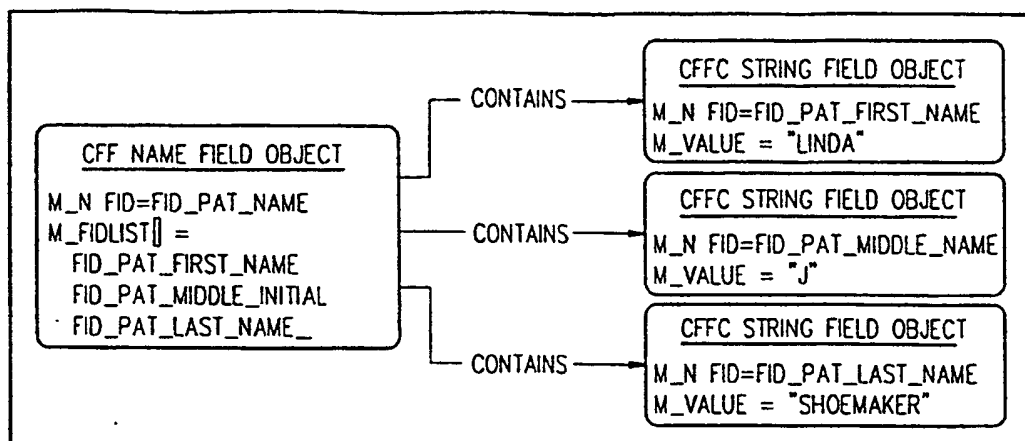 CFF NAME FIELD OBJECT
M_N FID=FID_PAT_NAME
M_FIDLIST[] =
FID_PAT_FIRST_NAME
FID_PAT_MIDDLE_INITIAL
FID_PAT_LAST_NAME_
CONTAINS
CFFC STRING FIELD OBJECT
M_N FID=FID_PAT_FIRST_NAME
M_VALUE = "LINDA"
CONTAINS
CFFC STRING FIELD OBJECT
M_N FID=FID_PAT_MIDDLE_NAME
M_VALUE = "J"
CONTAINS
CFFC STRING FIELD OBJECT
M_N FID=FID_PAT_LAST_NAME
M_VALUE = "SHOEMAKER"